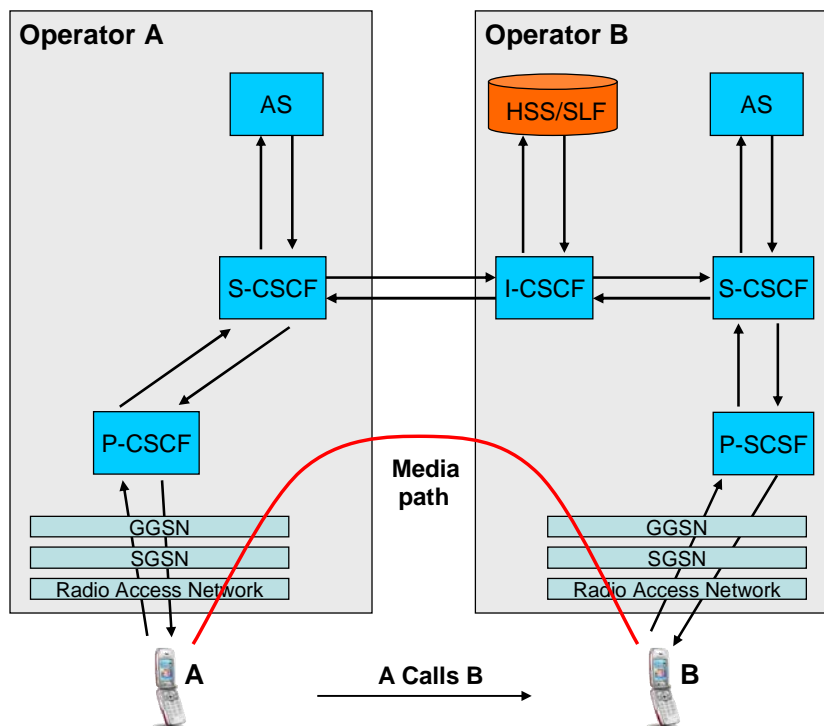 Operator A
Operator B
AS
HSS/SLF
AS
S-CSCF
I-CSCF
S-CSCF
P-CSCF
P-SCSF
Media
path
GGSN
GGSN
SGSN
SGSN
Radio Access Network
Radio Access Network
A
A Calls B
B